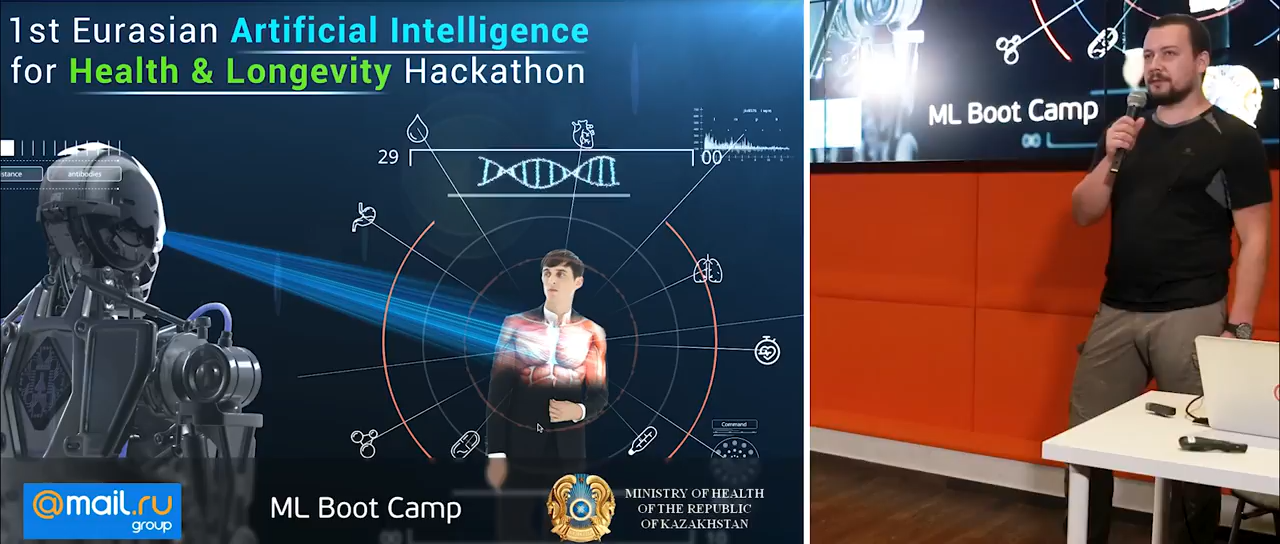 1st Eurasian Artificial Intelligence
for Health & Longevity Hackathon
29
00
istance
antibodies
Command
@mail.ru
group
ML Boot Camp
MINISTRY OF HEALTH
OF THE REPUBLIC
OF KAZAKHSTAN
ML Boot Camp